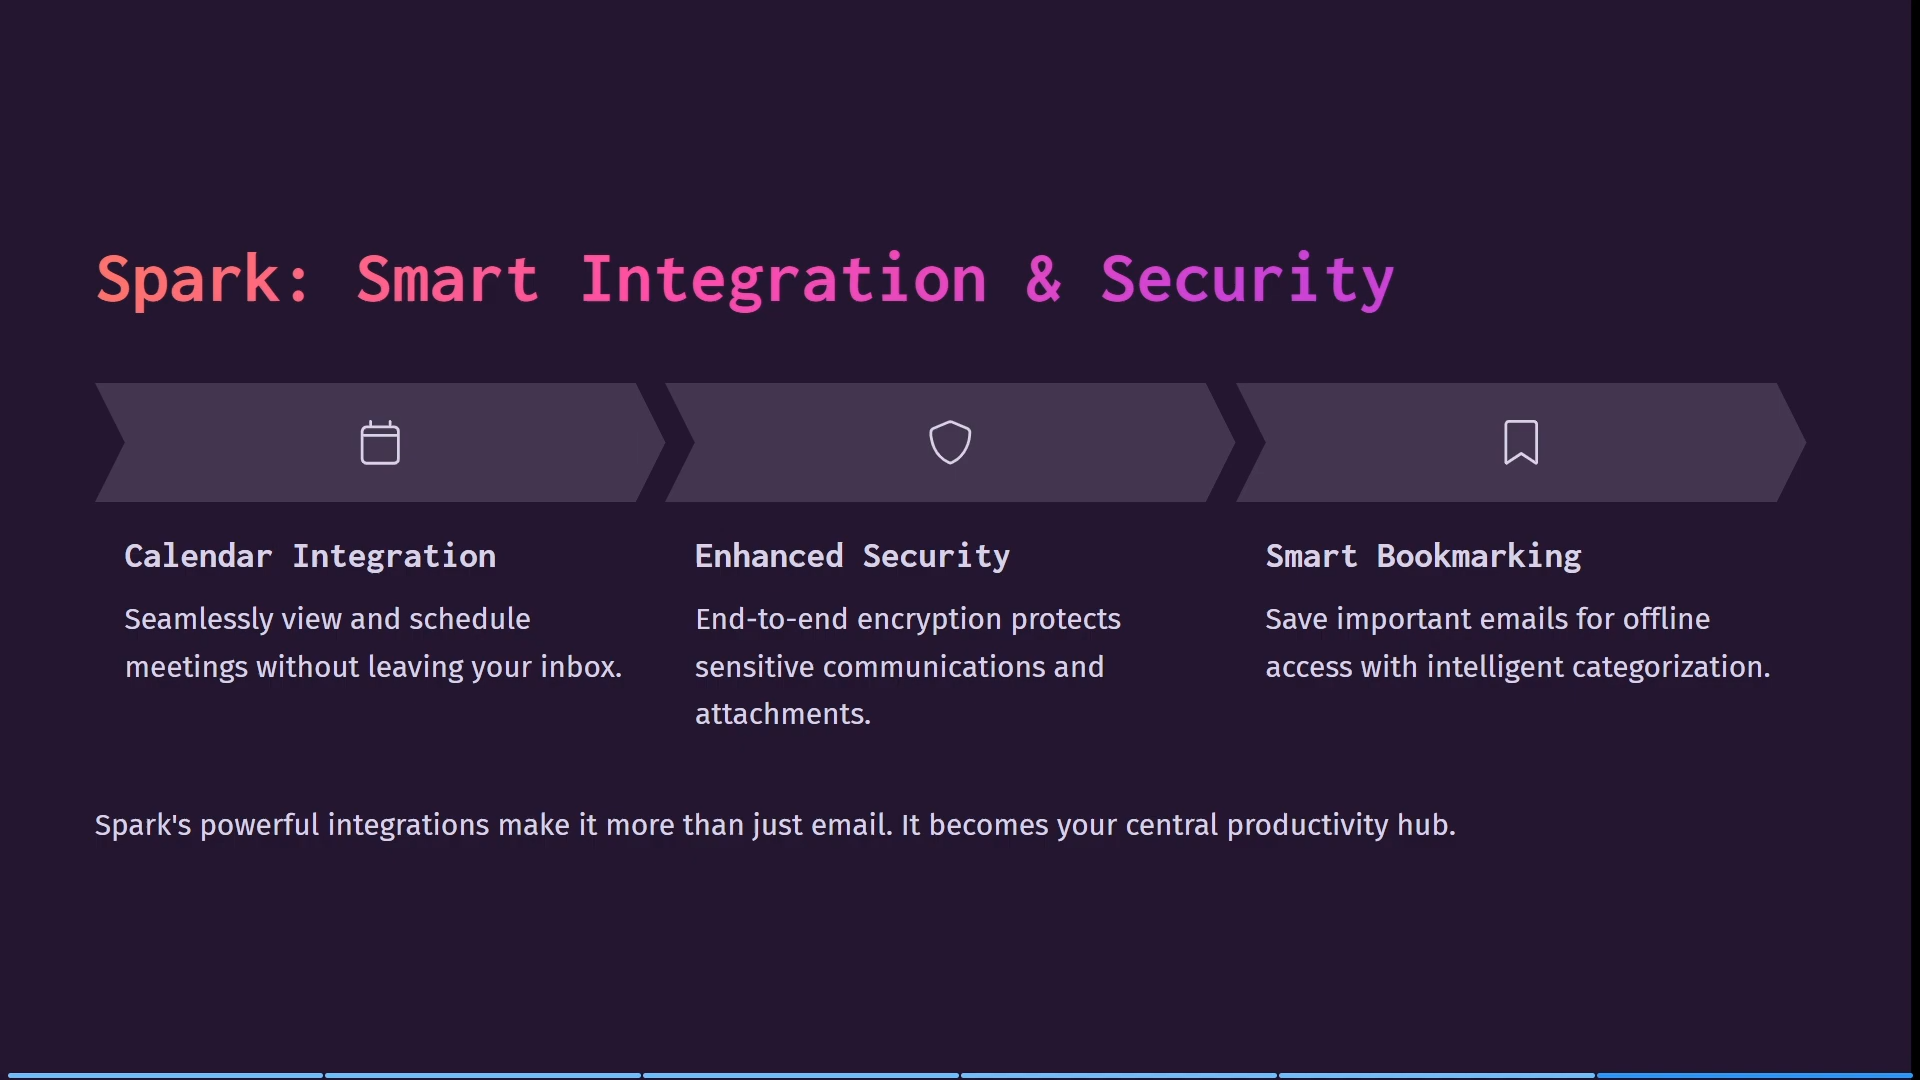 Spark: Smart Integration & Security
Calendar Integration
Seamlessly view and schedule
meetings without leaving your inbox.
Enhanced Security
End-to-end encryption protects
sensitive communications and
attachments.
Smart Bookmarking
Save important emails for offline
access with intelligent categorization.
Spark's powerful integrations make it more than just email. It becomes your central productivity hub.